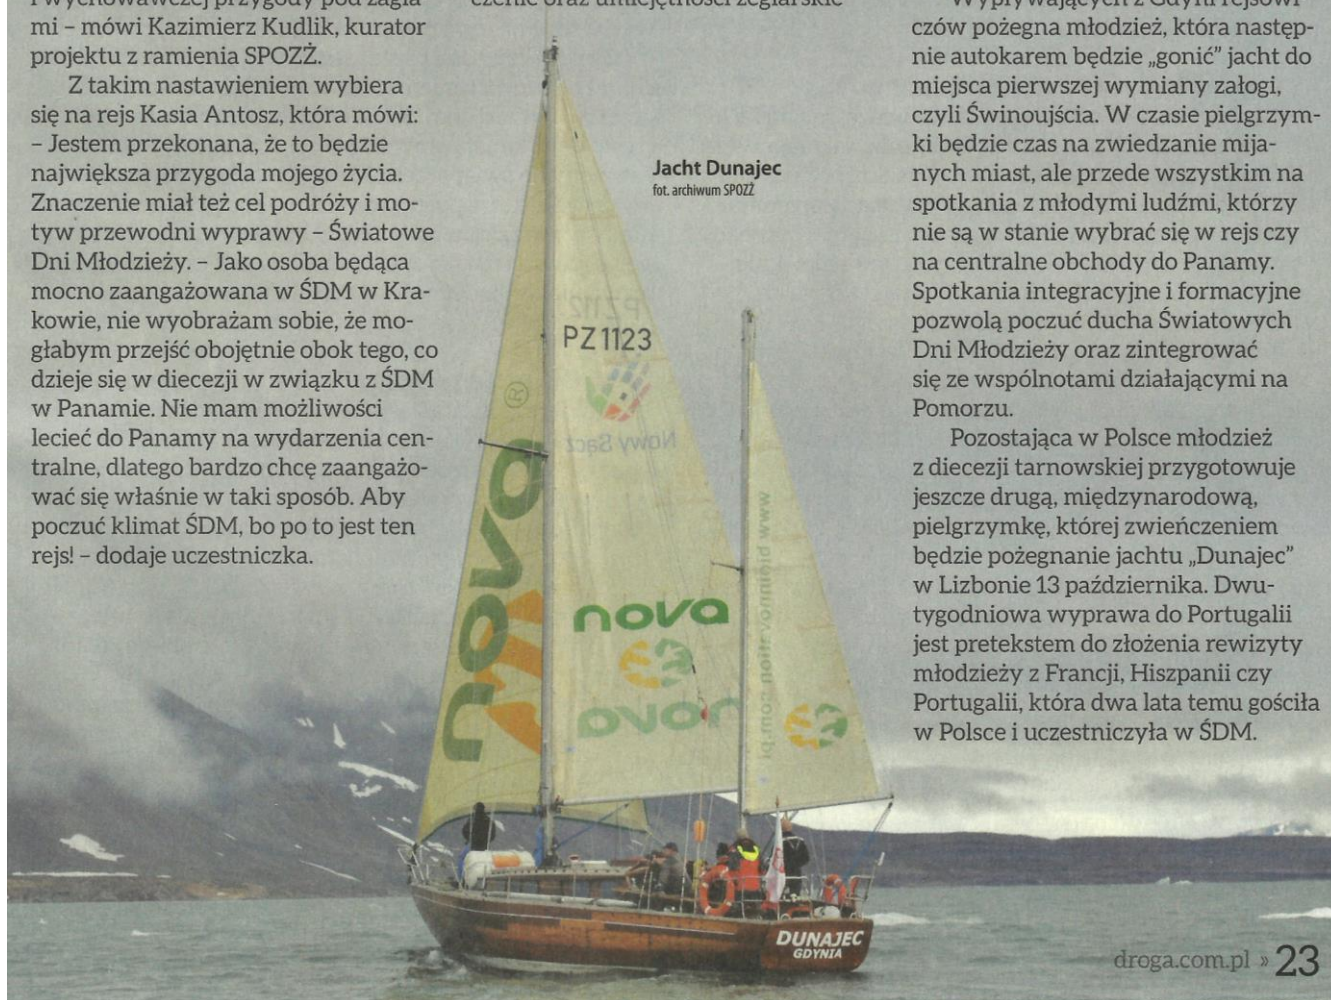 mi – mówi Kazimierz Kudlik, kurator
projektu z ramienia SPOZŻ.
Z takim nastawieniem wybiera
się na rejs Kasia Antosz, która mówi:
– Jestem przekonana, że to będzie
największa przygoda mojego życia.
Znaczenie miał też cel podróży i mo-
tyw przewodni wyprawy – Światowe
Dni Młodzieży. – Jako osoba będąca
mocno zaangażowana w ŚDM w Kra-
kowie, nie wyobrażam sobie, że mo-
głabym przejść obojętnie obok tego, co
dzieje się w diecezji w związku z ŚDM
w Panamie. Nie mam możliwości
lecieć do Panamy na wydarzenia cen-
tralne, dlatego bardzo chcę zaangażo-
wać się właśnie w taki sposób. Aby
poczuć klimat ŚDM, bo po to jest ten
rejs! – dodaje uczestniczka.
czenie oraz umiejętności żeglarskie
Jacht Dunajec
fot. archiwum SPOZŻ
PZ 1123
®
Nowy Sącz
nova
nova
nova
DUNAJEC
GDYNIA
Wypływających z Gdyni rejsowi-
czów pożegna młodzież, która następ-
nie autokarem będzie „gonić” jacht do
miejsca pierwszej wymiany załogi,
czyli Świnoujścia. W czasie pielgrzym-
ki będzie czas na zwiedzanie mija-
nych miast, ale przede wszystkim na
spotkania z młodymi ludźmi, którzy
nie są w stanie wybrać się w rejs czy
na centralne obchody do Panamy.
Spotkania integracyjne i formacyjne
pozwolą poczuć ducha Światowych
Dni Młodzieży oraz zintegrować
się ze wspólnotami działającymi na
Pomorzu.
Pozostająca w Polsce młodzież
z diecezji tarnowskiej przygotowuje
jeszcze drugą, międzynarodową,
pielgrzymkę, której zwieńczeniem
będzie pożegnanie jachtu „Dunajec”
w Lizbonie 13 października. Dwu-
tygodniowa wyprawa do Portugalii
jest pretekstem do złożenia rewizyty
młodzieży z Francji, Hiszpanii czy
Portugalii, która dwa lata temu gościła
w Polsce i uczestniczyła w ŚDM.
droga.com.pl » 23